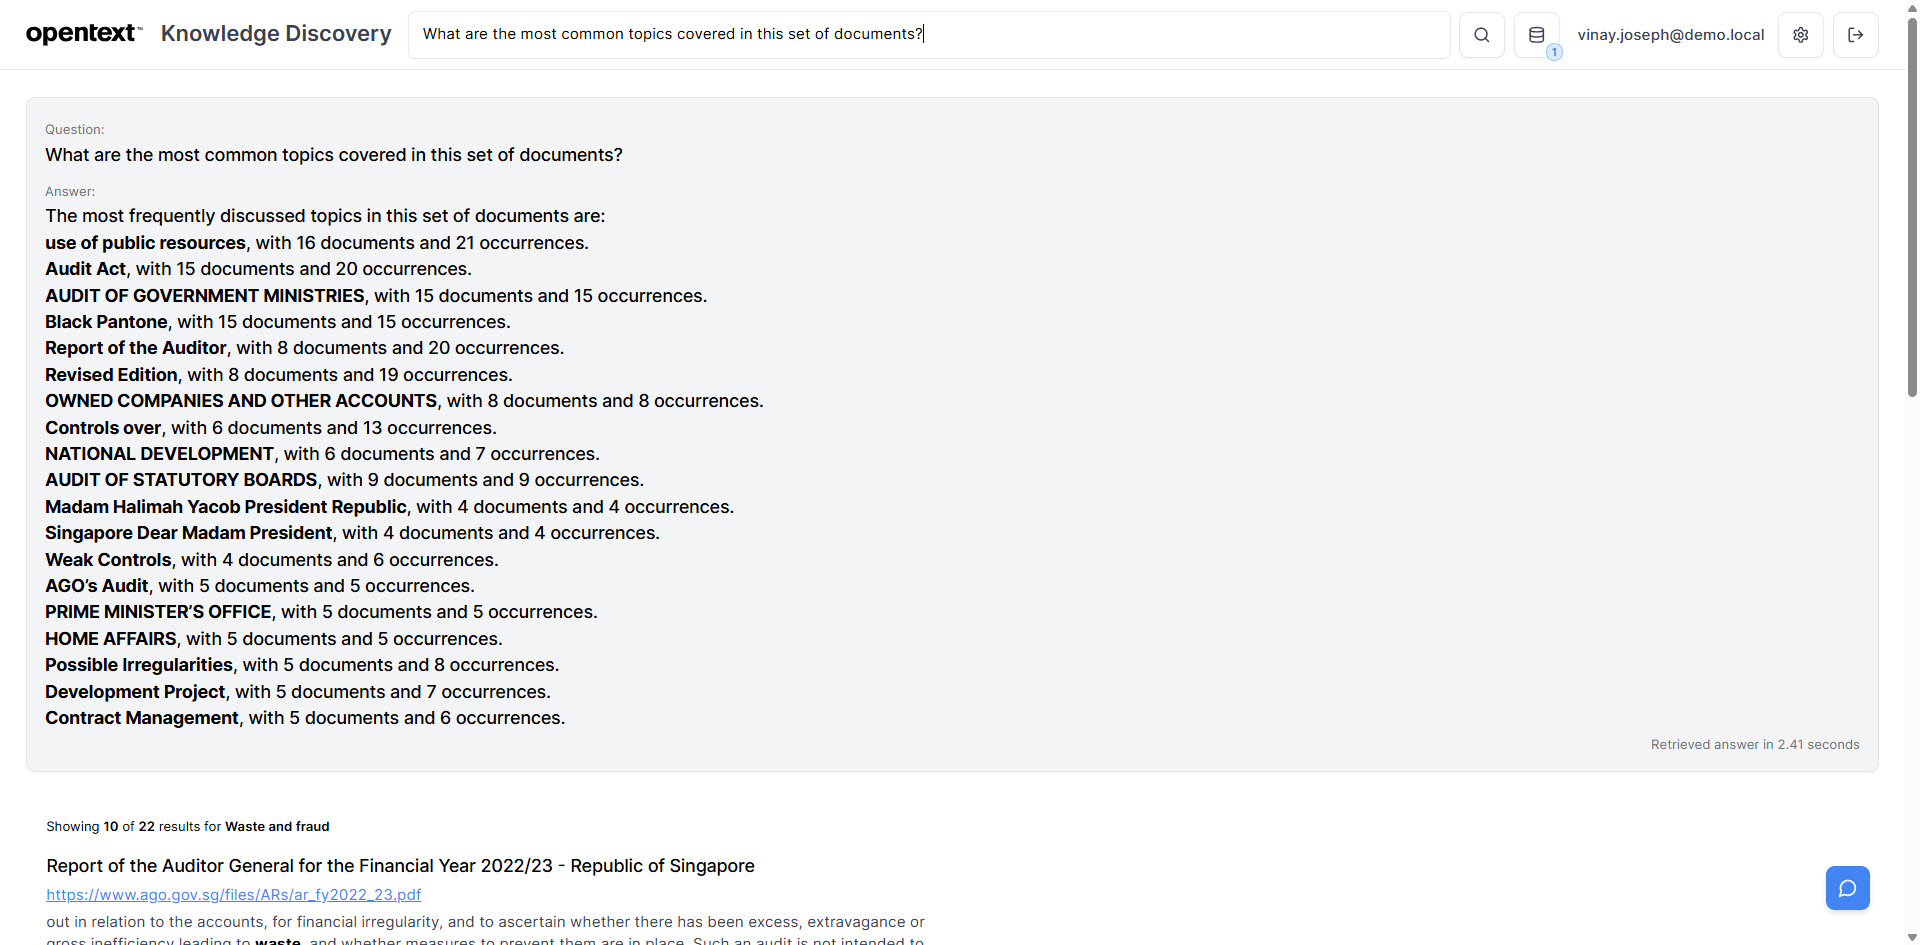 opentext™ Knowledge Discovery
What are the most common topics covered in this set of documents?
1
vinay.joseph@demo.local
Question:
What are the most common topics covered in this set of documents?
Answer:
The most frequently discussed topics in this set of documents are:
use of public resources, with 16 documents and 21 occurrences.
Audit Act, with 15 documents and 20 occurrences.
AUDIT OF GOVERNMENT MINISTRIES, with 15 documents and 15 occurrences.
Black Pantone, with 15 documents and 15 occurrences.
Report of the Auditor, with 8 documents and 20 occurrences.
Revised Edition, with 8 documents and 19 occurrences.
OWNED COMPANIES AND OTHER ACCOUNTS, with 8 documents and 8 occurrences.
Controls over, with 6 documents and 13 occurrences.
NATIONAL DEVELOPMENT, with 6 documents and 7 occurrences.
AUDIT OF STATUTORY BOARDS, with 9 documents and 9 occurrences.
Madam Halimah Yacob President Republic, with 4 documents and 4 occurrences.
Singapore Dear Madam President, with 4 documents and 4 occurrences.
Weak Controls, with 4 documents and 6 occurrences.
AGO’s Audit, with 5 documents and 5 occurrences.
PRIME MINISTER’S OFFICE, with 5 documents and 5 occurrences.
HOME AFFAIRS, with 5 documents and 5 occurrences.
Possible Irregularities, with 5 documents and 8 occurrences.
Development Project, with 5 documents and 7 occurrences.
Contract Management, with 5 documents and 6 occurrences.
Retrieved answer in 2.41 seconds
Showing 10 of 22 results for Waste and fraud
Report of the Auditor General for the Financial Year 2022/23 - Republic of Singapore
https://www.ago.gov.sg/files/ARs/ar_fy2022_23.pdf
out in relation to the accounts, for financial irregularity, and to ascertain whether there has been excess, extravagance or
gross inefficiency leading to waste, and whether measures to prevent them are in place. Such an audit is not intended to